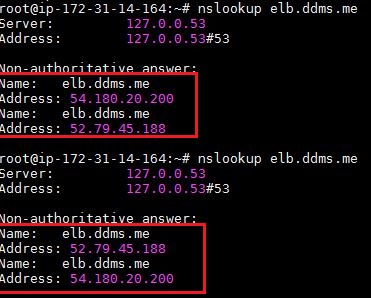 root@ip-172-31-14-164:~# nslookup elb.ddms.me
Server: 127.0.0.53
Address: 127.0.0.53#53
Non-authoritative answer:
Name: elb.ddms.me
Address: 54.180.20.200
Name: elb.ddms.me
Address: 52.79.45.188
root@ip-172-31-14-164:~# nslookup elb.ddms.me
Server: 127.0.0.53
Address: 127.0.0.53#53
Non-authoritative answer:
Name: elb.ddms.me
Address: 52.79.45.188
Name: elb.ddms.me
Address: 54.180.20.200